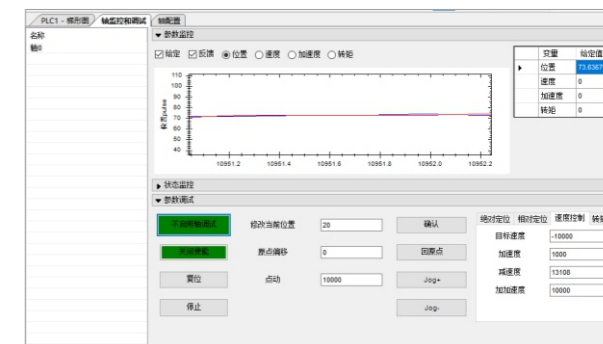 PLC1 - 梯形图 轴监控和调试 轴配置
名称
轴0
参数监控
给定 反馈 位置 速度 加速度 转矩
变量 给定值
位置 73.6367
速度 0
加速度 0
转矩 0
110
100
90
80
70
60
50
40
10951.2 10951.4 10951.6 10951.8 10952.0 10952.2
状态监控
参数调试
不启用轴调试 修改当前位置 20 确认
关闭使能 原点偏移 0 回原点
复位 点动 10000 Jog+
停止 Jog-
绝对定位 相对定位 速度控制 转矩
目标速度 -10000
加速度 1000
减速度 13108
加加速度 10000